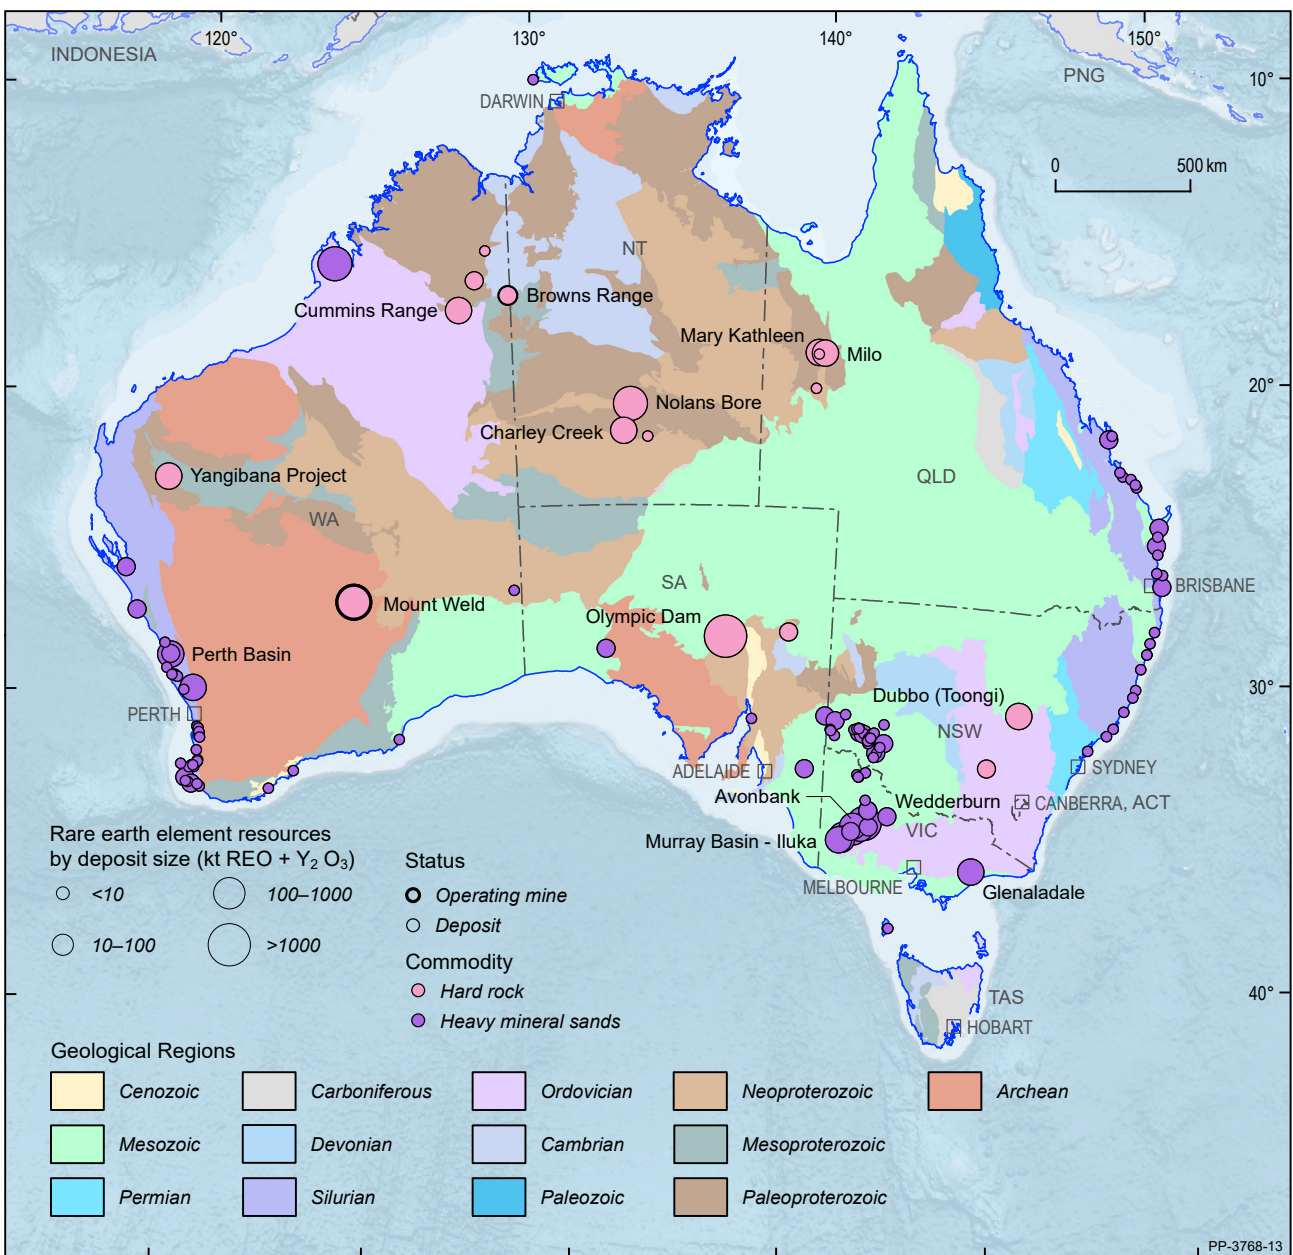 120°
130°
140°
150°
INDONESIA
PNG
10°
DARWIN
0
500 km
NT
Browns Range
Cummins Range
Mary Kathleen
Milo
20°
Nolans Bore
Charley Creek
Yangibana Project
QLD
WA
SA
BRISBANE
Mount Weld
Olympic Dam
Perth Basin
30°
PERTH
Dubbo (Toongi)
NSW
ADELAIDE
SYDNEY
Avonbank
Wedderburn
CANBERRA, ACT
VIC
Murray Basin - Iluka
MELBOURNE
Glenaladale
40°
TAS
HOBART
Rare earth element resources
by deposit size (kt REO + Y2 O3)
<10
100–1000
10–100
>1000
Status
Operating mine
Deposit
Commodity
Hard rock
Heavy mineral sands
Geological Regions
Cenozoic
Carboniferous
Ordovician
Neoproterozoic
Archean
Mesozoic
Devonian
Cambrian
Mesoproterozoic
Permian
Silurian
Paleozoic
Paleoproterozoic
PP-3768-13